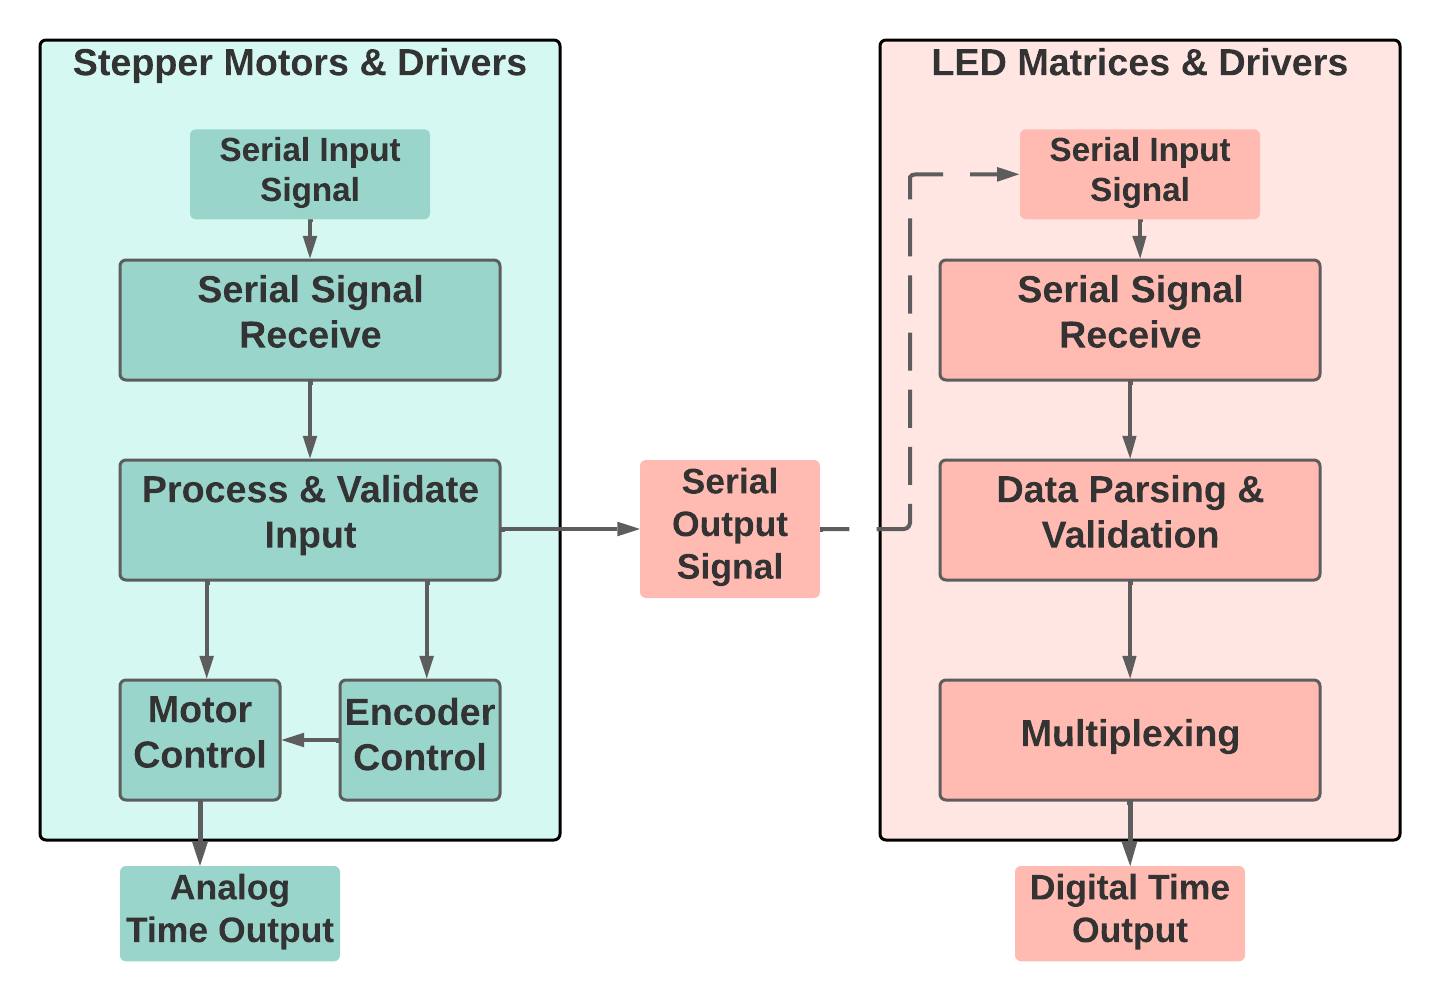 Stepper Motors & Drivers
Serial Input
Signal
Serial Signal
Receive
Process & Validate
Input
Motor
Control
Encoder
Control
Analog
Time Output
Serial
Output
Signal
LED Matrices & Drivers
Serial Input
Signal
Serial Signal
Receive
Data Parsing &
Validation
Multiplexing
Digital Time
Output